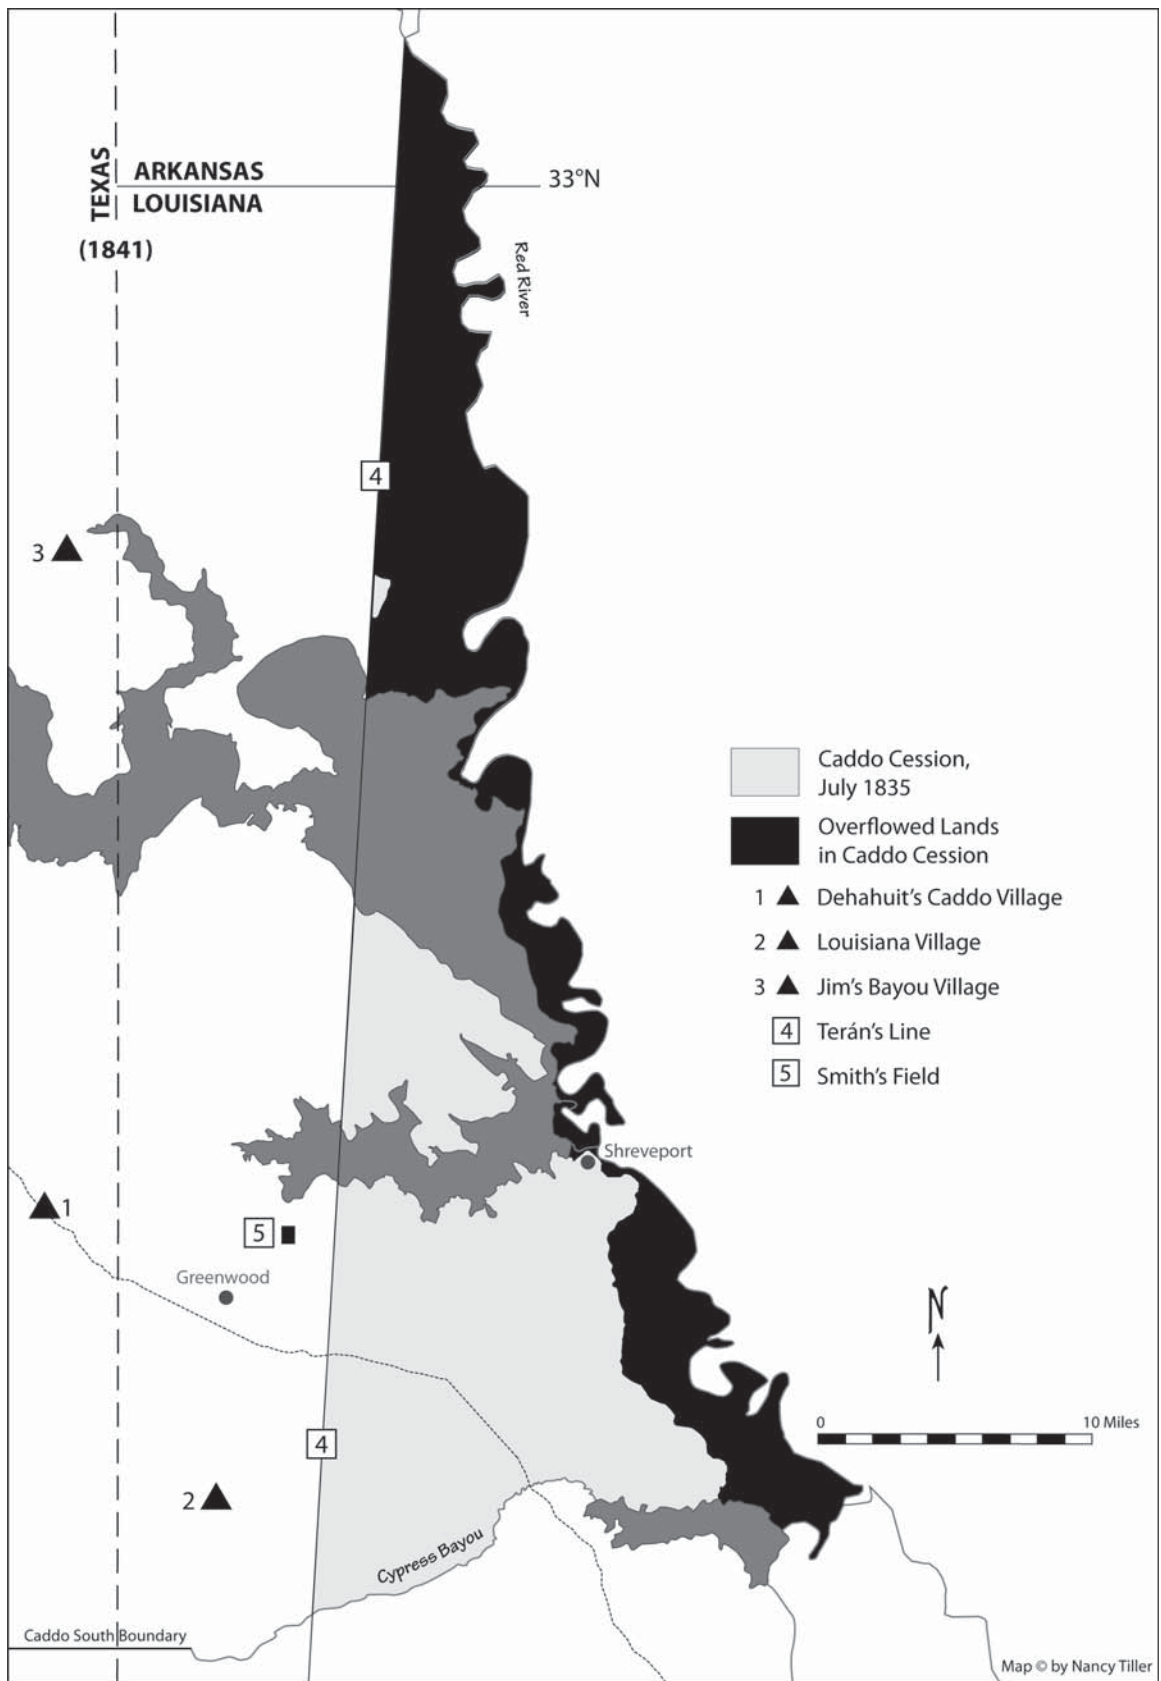 TEXAS
ARKANSAS
LOUISIANA
33°N
(1841)
Red River
4
3
Caddo Cession,
July 1835
Overflowed Lands
in Caddo Cession
1 Dehahuit's Caddo Village
2 Louisiana Village
3 Jim's Bayou Village
4 Terán's Line
5 Smith's Field
Shreveport
1
5
Greenwood
N
0 10 Miles
4
2
Cypress Bayou
Caddo South Boundary
Map © by Nancy Tiller